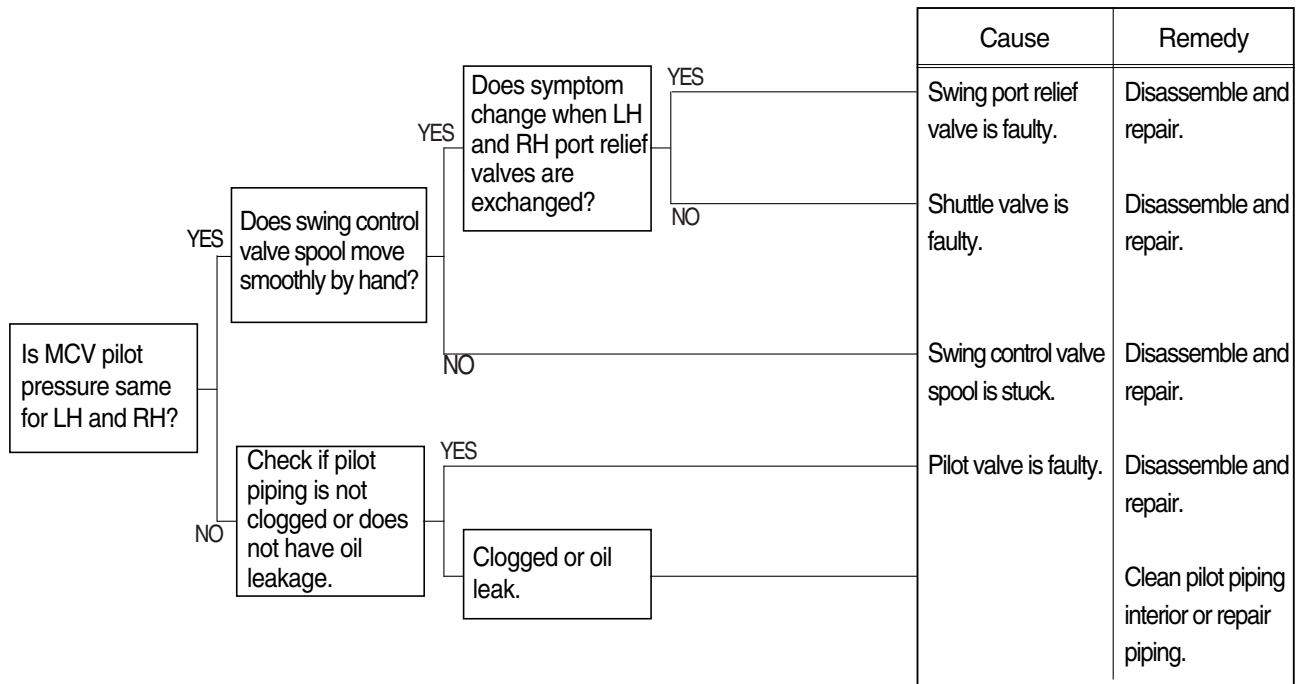 Is MCV pilot
pressure same
for LH and RH?
YES
Does swing control
valve spool move
smoothly by hand?
YES
Does symptom
change when LH
and RH port relief
valves are
exchanged?
YES
NO
NO
NO
Check if pilot
piping is not
clogged or does
not have oil
leakage.
YES
Clogged or oil
leak.
Cause
Remedy
Swing port relief
valve is faulty.
Disassemble and
repair.
Shuttle valve is
faulty.
Disassemble and
repair.
Swing control valve
spool is stuck.
Disassemble and
repair.
Pilot valve is faulty.
Disassemble and
repair.
Clean pilot piping
interior or repair
piping.